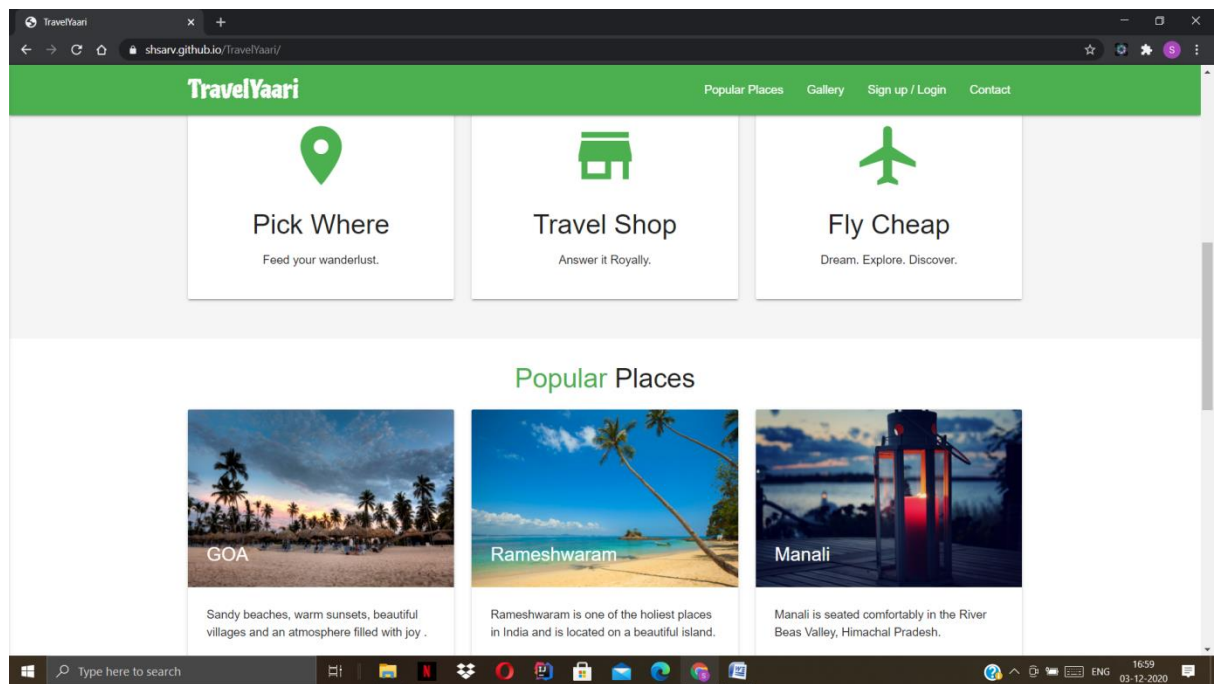 TravelYaari
shsarv.github.io/TravelYaari/
S
TravelYaari
Popular Places Gallery Sign up / Login Contact
Pick Where
Feed your wanderlust.
Travel Shop
Answer it Royally.
Fly Cheap
Dream. Explore. Discover.
Popular Places
GOA
Sandy beaches, warm sunsets, beautiful
villages and an atmosphere filled with joy .
Rameshwaram
Rameshwaram is one of the holiest places
in India and is located on a beautiful island.
Manali
Manali is seated comfortably in the River
Beas Valley, Himachal Pradesh.
Type here to search
ENG
16:59
03-12-2020